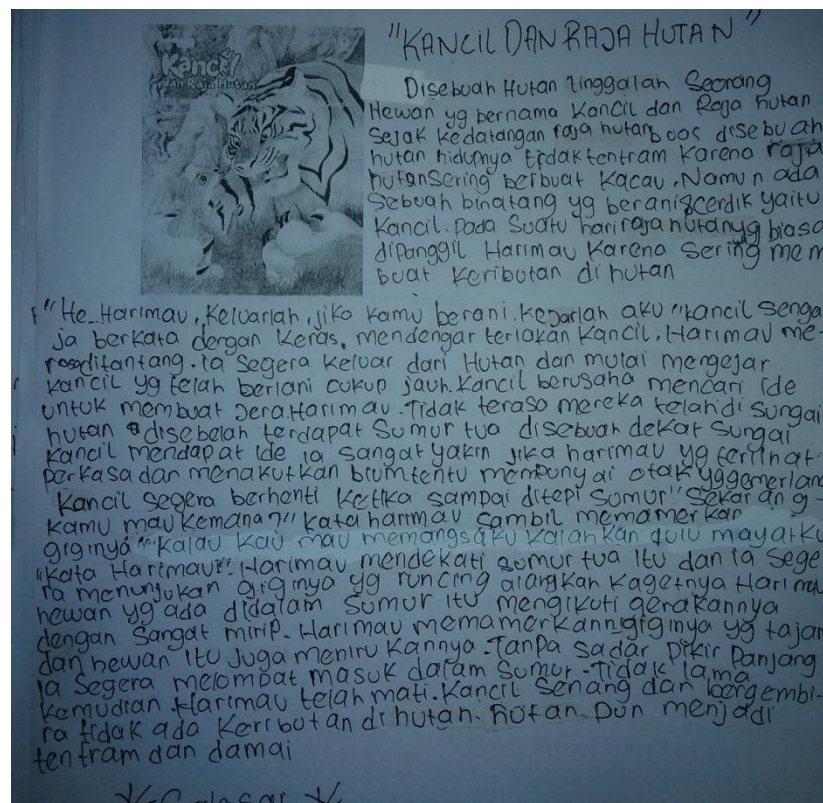 "KANCIL DAN RAJA HUTAN"
Kancil
dan Raja Hutan
Disebuah Hutan tinggalah Seorang
Hewan yg bernama Kancil dan Raja hutan
Sejak Kedatangan raja hutan buas disebuah
hutan hidupnya tidak tentram Karena raja
hutan Sering berbuat Kacau. Namun ada
Sebuah binatang yg berani & cerdik yaitu
Kancil. Pada Suatu hari raja hutan yg biasa
dipanggil Harimau Karena Sering mem
buat Keributan di hutan
"He.. Harimau, Keluarlah, jika kamu berani. Kejarlah aku "kancil Senga
ja berkata dengan Keras, mendengar teriakan Kancil. Harimau me-
rasa ditantang. Ia Segera Keluar dari Hutan dan mulai mengejar
Kancil yg telah berlari cukup jauh. Kancil berusaha mencari ide
untuk membuat Jera Harimau. Tidak terasa mereka telah di Sungai
hutan disebelah terdapat Sumur tua disebuah dekat Sungai
Kancil mendapat ide ia Sangat yakin jika harimau yg terlihat
Perkasa dan menakutkan blum tentu mempunyai otak yg gemerlang
Kancil Segera berhenti Ketika Sampai ditepi Sumur "Sekarang
Kamu mau Kemana?" Kata harimau Sambil memamerkan
giginya "Kalau kau mau memangsaku Kalahkan dulu mayatku
"Kata Harimau". Harimau mendekati Sumur tua itu dan ia Sege
ra menunjukan giginya yg runcing alangkah Kagetnya Harimau
hewan yg ada didalam Sumur itu mengikuti gerakannya
dengan Sangat mirip. Harimau memamerkann giginya yg tajam
dan hewan itu Juga menirukannya. Tanpa Sadar Pikir Panjang
Ia Segera melompat masuk dalam Sumur. Tidak lama
Kemudian Harimau telah mati. Kancil Senang dan bergembi-
ra tidak ada Keributan di hutan. hutan Pun menjadi
tentram dan damai